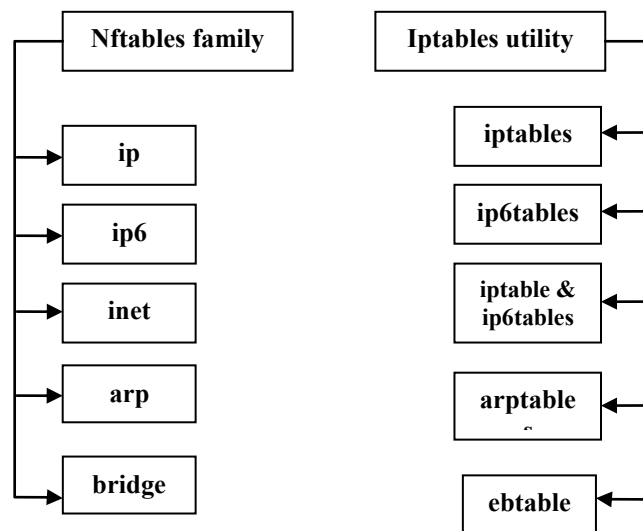 Nftables family
ip
ip6
inet
arp
bridge
Iptables utility
iptables
ip6tables
iptable &
ip6tables
arptable
ebtable